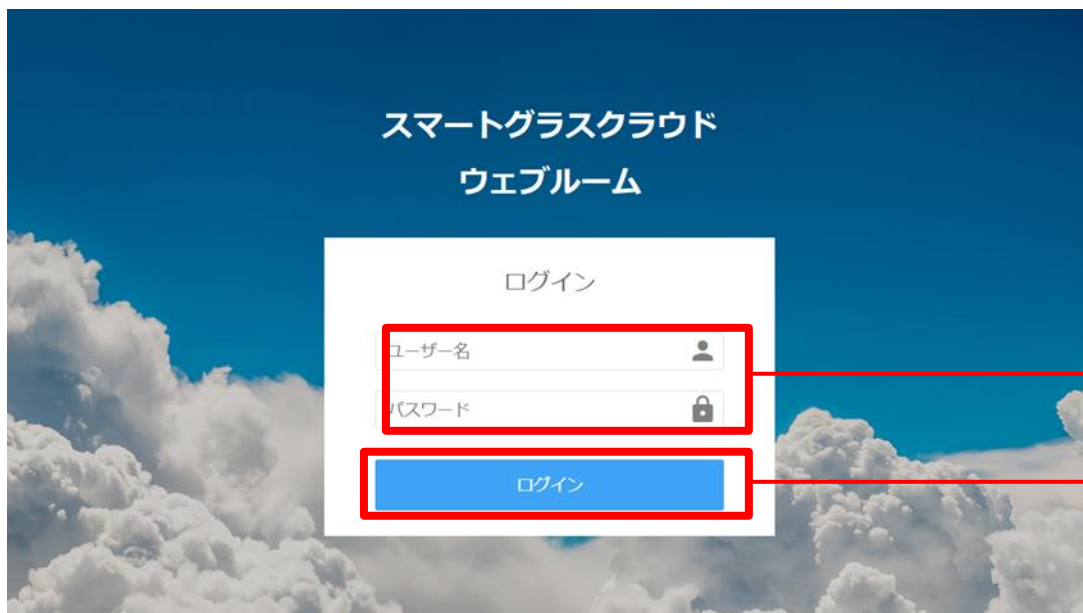 スマートグラスクラウド
ウェブルーム
ログイン
ユーザー名
パスワード
ログイン